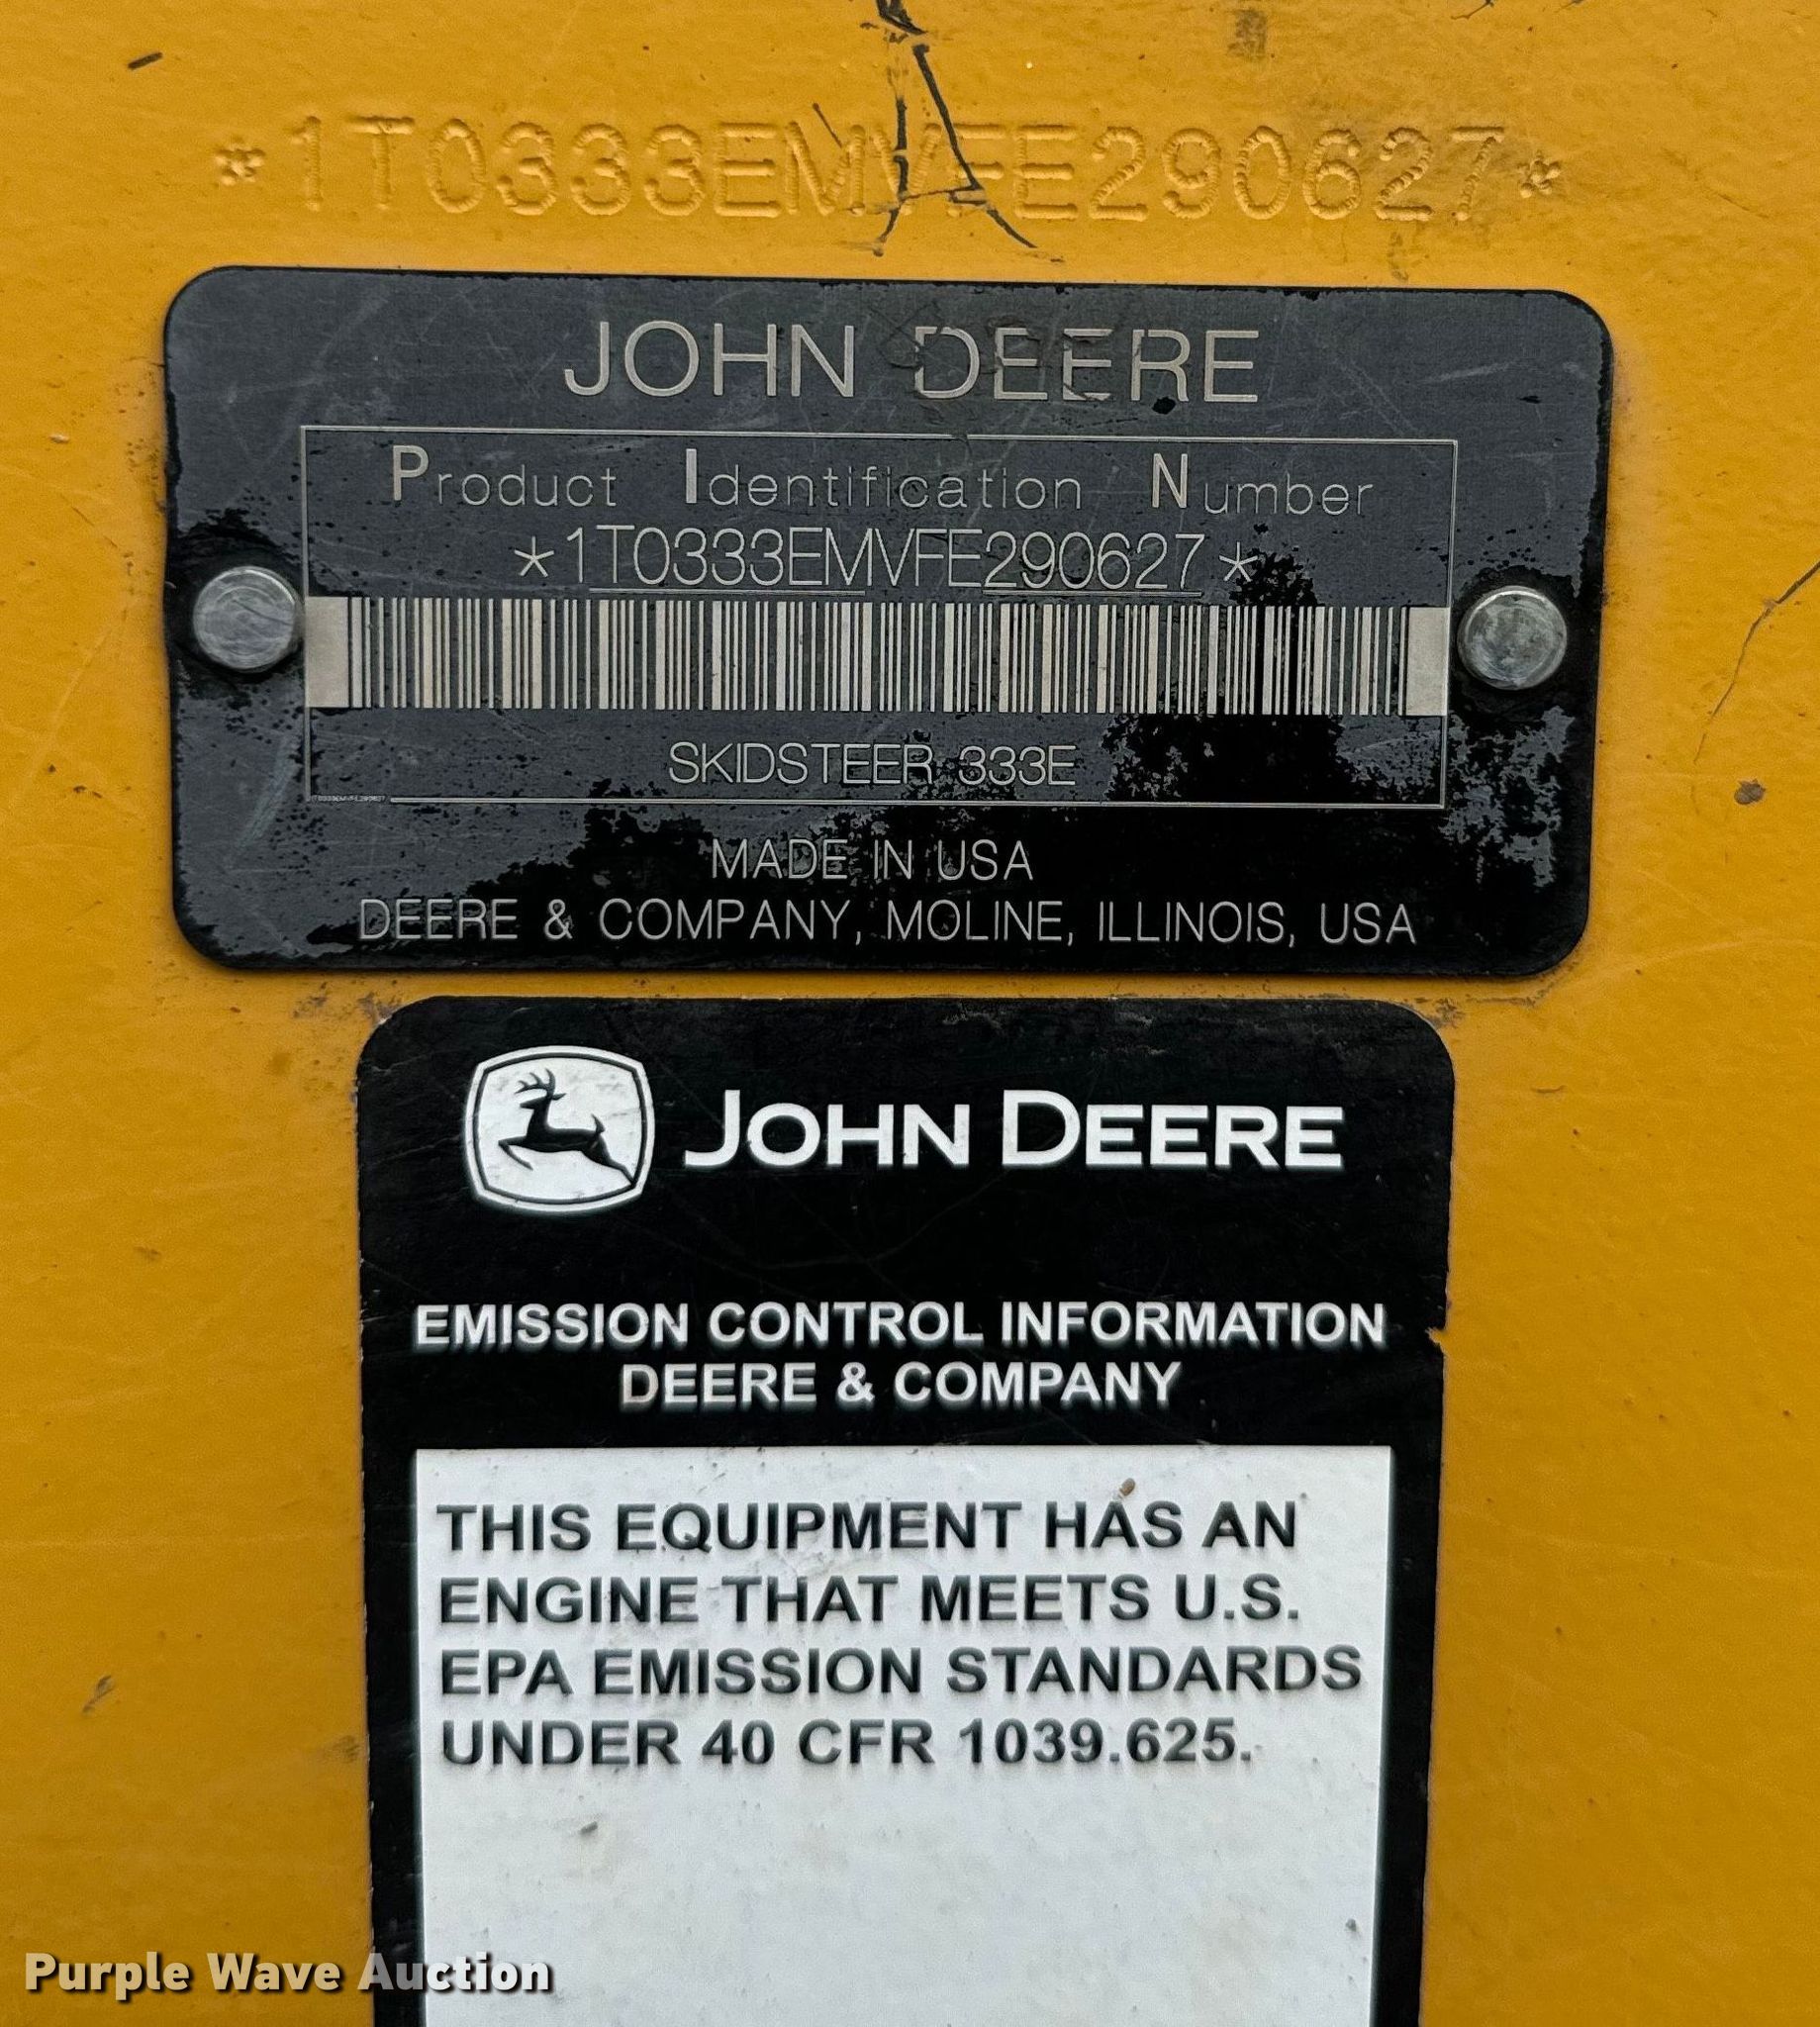 *1T0333EMVFE290627*
JOHN DEERE
Product Identification Number
*1T0333EMVFE290627*
SKIDSTEER 333E
1T0333EMVFE290627
MADE IN USA
DEERE & COMPANY, MOLINE, ILLINOIS, USA
JOHN DEERE
EMISSION CONTROL INFORMATION
DEERE & COMPANY
THIS EQUIPMENT HAS AN
ENGINE THAT MEETS U.S.
EPA EMISSION STANDARDS
UNDER 40 CFR 1039.625.
Purple Wave Auction